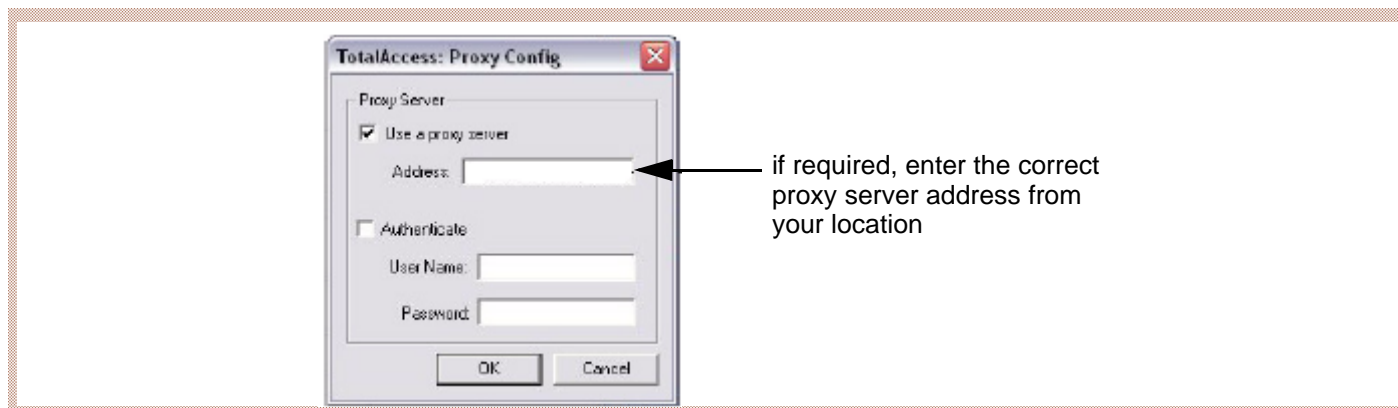 TotalAccess: Proxy Config
Proxy Server
Use a proxy server
Address:
if required, enter the correct
proxy server address from
your location
Authenticate
User Name:
Password:
OK Cancel